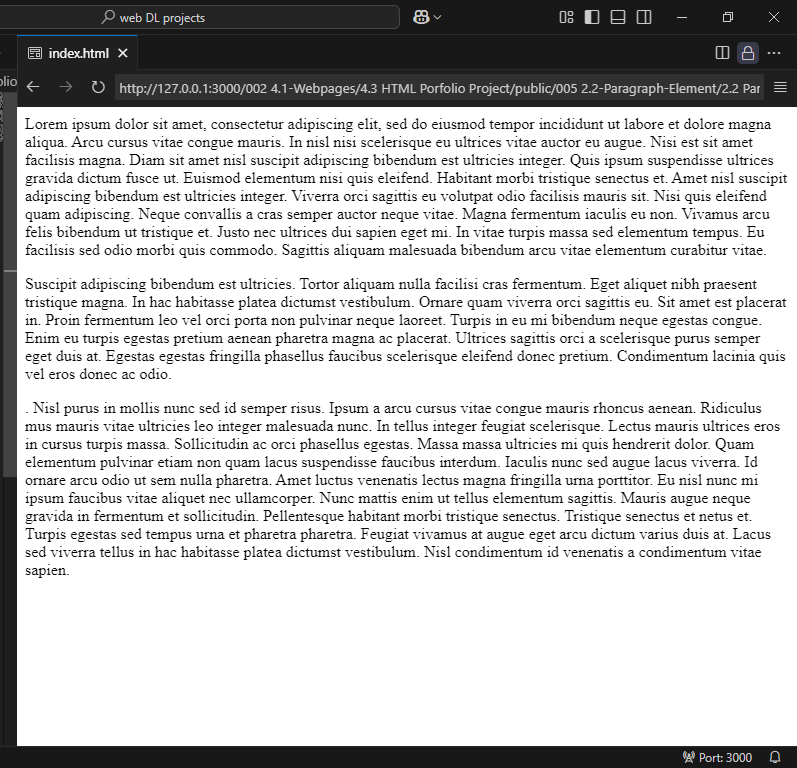 web DL projects
index.html
olio
http://127.0.0.1:3000/002 4.1-Webpages/4.3 HTML Porfolio Project/public/005 2.2-Paragraph-Element/2.2 Par
Lorem ipsum dolor sit amet, consectetur adipiscing elit, sed do eiusmod tempor incididunt ut labore et dolore magna
aliqua. Arcu cursus vitae congue mauris. In nisl nisi scelerisque eu ultrices vitae auctor eu augue. Nisi est sit amet
facilisis magna. Diam sit amet nisl suscipit adipiscing bibendum est ultricies integer. Quis ipsum suspendisse ultrices
gravida dictum fusce ut. Euismod elementum nisi quis eleifend. Habitant morbi tristique senectus et. Amet nisl suscipit
adipiscing bibendum est ultricies integer. Viverra orci sagittis eu volutpat odio facilisis mauris sit. Nisi quis eleifend
quam adipiscing. Neque convallis a cras semper auctor neque vitae. Magna fermentum iaculis eu non. Vivamus arcu
felis bibendum ut tristique et. Justo nec ultrices dui sapien eget mi. In vitae turpis massa sed elementum tempus. Eu
facilisis sed odio morbi quis commodo. Sagittis aliquam malesuada bibendum arcu vitae elementum curabitur vitae.
Suscipit adipiscing bibendum est ultricies. Tortor aliquam nulla facilisi cras fermentum. Eget aliquet nibh praesent
tristique magna. In hac habitasse platea dictumst vestibulum. Ornare quam viverra orci sagittis eu. Sit amet est placerat
in. Proin fermentum leo vel orci porta non pulvinar neque laoreet. Turpis in eu mi bibendum neque egestas congue.
Enim eu turpis egestas pretium aenean pharetra magna ac placerat. Ultrices sagittis orci a scelerisque purus semper
eget duis at. Egestas egestas fringilla phasellus faucibus scelerisque eleifend donec pretium. Condimentum lacinia quis
vel eros donec ac odio.
. Nisl purus in mollis nunc sed id semper risus. Ipsum a arcu cursus vitae congue mauris rhoncus aenean. Ridiculus
mus mauris vitae ultricies leo integer malesuada nunc. In tellus integer feugiat scelerisque. Lectus mauris ultrices eros
in cursus turpis massa. Sollicitudin ac orci phasellus egestas. Massa massa ultricies mi quis hendrerit dolor. Quam
elementum pulvinar etiam non quam lacus suspendisse faucibus interdum. Iaculis nunc sed augue lacus viverra. Id
ornare arcu odio ut sem nulla pharetra. Amet luctus venenatis lectus magna fringilla urna porttitor. Eu nisl nunc mi
ipsum faucibus vitae aliquet nec ullamcorper. Nunc mattis enim ut tellus elementum sagittis. Mauris augue neque
gravida in fermentum et sollicitudin. Pellentesque habitant morbi tristique senectus. Tristique senectus et netus et.
Turpis egestas sed tempus urna et pharetra pharetra. Feugiat vivamus at augue eget arcu dictum varius duis at. Lacus
sed viverra tellus in hac habitasse platea dictumst vestibulum. Nisl condimentum id venenatis a condimentum vitae
sapien.
Port: 3000